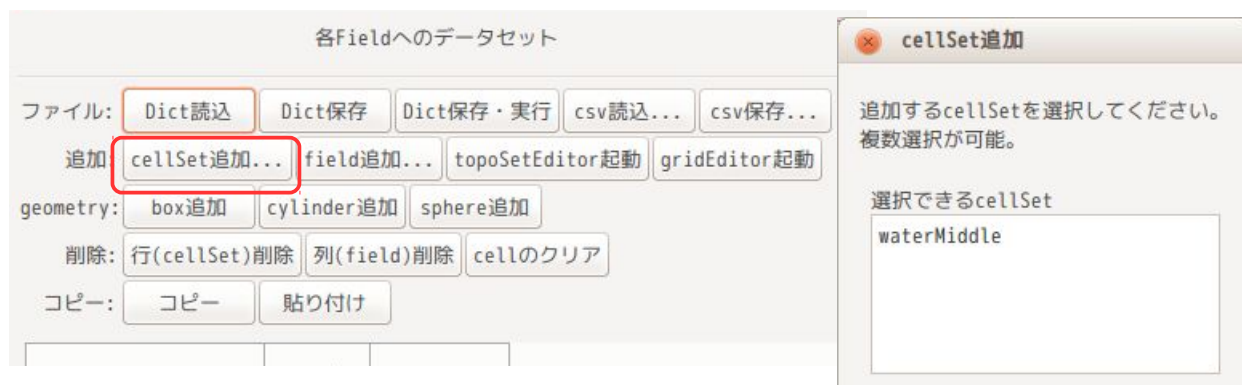 各Fieldへのデータセット
ファイル: Dict読込 Dict保存 Dict保存・実行 csv読込... csv保存...
追加: cellSet追加... field追加... topoSetEditor起動 gridEditor起動
geometry: box追加 cylinder追加 sphere追加
削除: 行(cellSet)削除 列(field)削除 cellのクリア
コピー: コピー 貼り付け
cellSet追加
追加するcellSetを選択してください。
複数選択が可能。
選択できるcellSet
waterMiddle